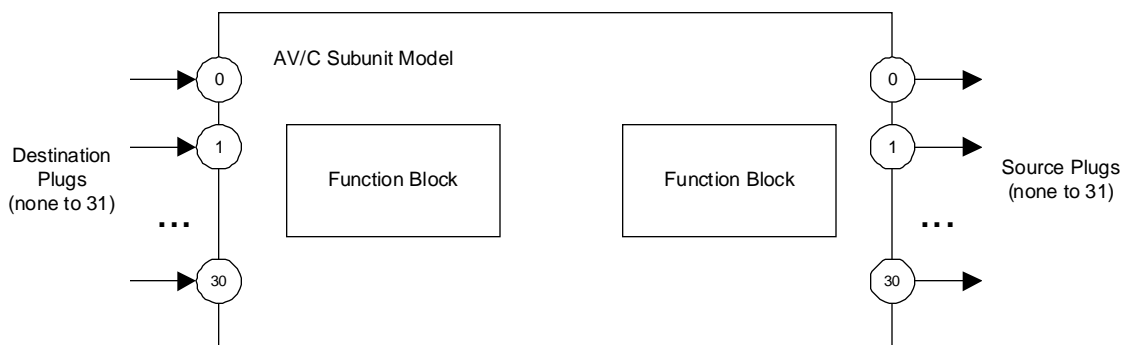 AV/C Subunit Model
0
0
1
1
Destination
Plugs
(none to 31)
Function Block
Function Block
Source Plugs
(none to 31)
...
...
30
30